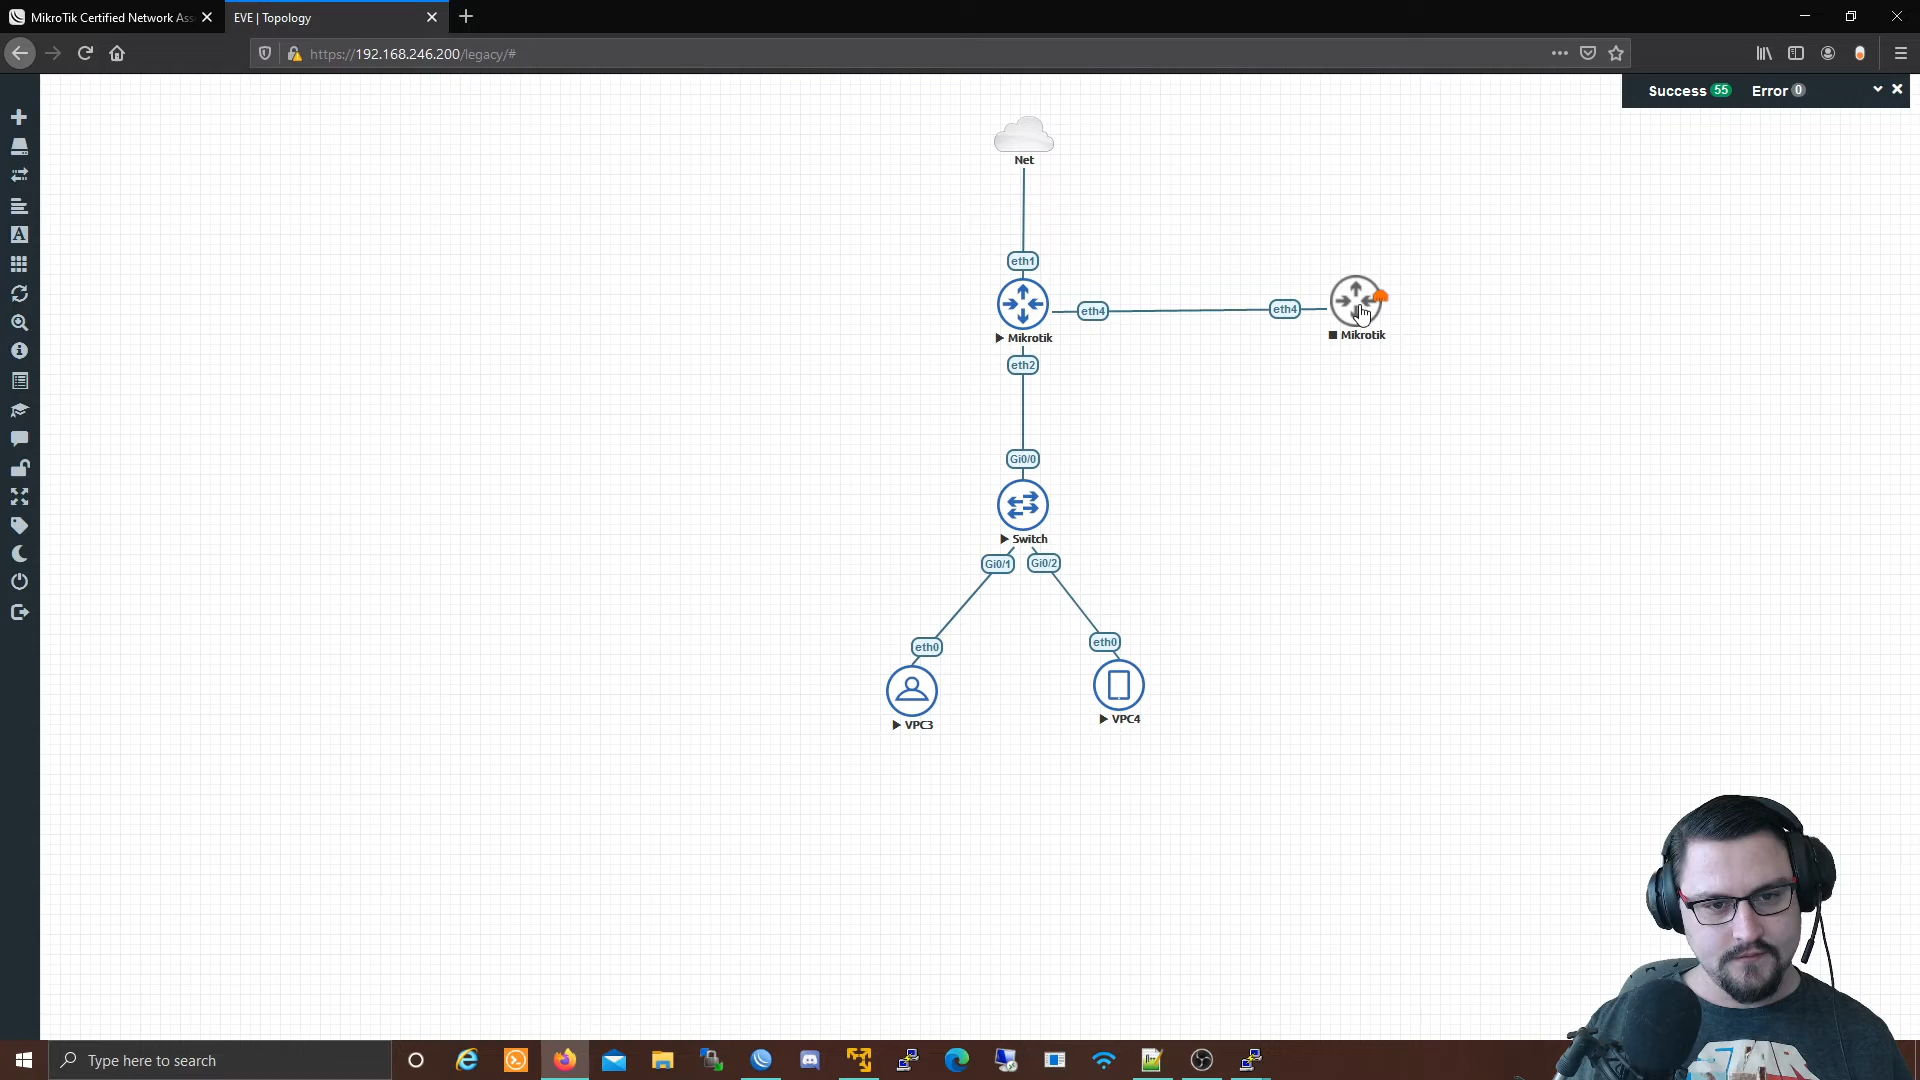 MikroTik Certified Network Ass
EVE | Topology
https://192.168.246.200/legacy/#
Success 55 Error 0
Net
eth1
Mikrotik
eth4
eth4
Mikrotik
eth2
Gi0/0
Switch
Gi0/1
Gi0/2
eth0
eth0
VPC3
VPC4
Type here to search